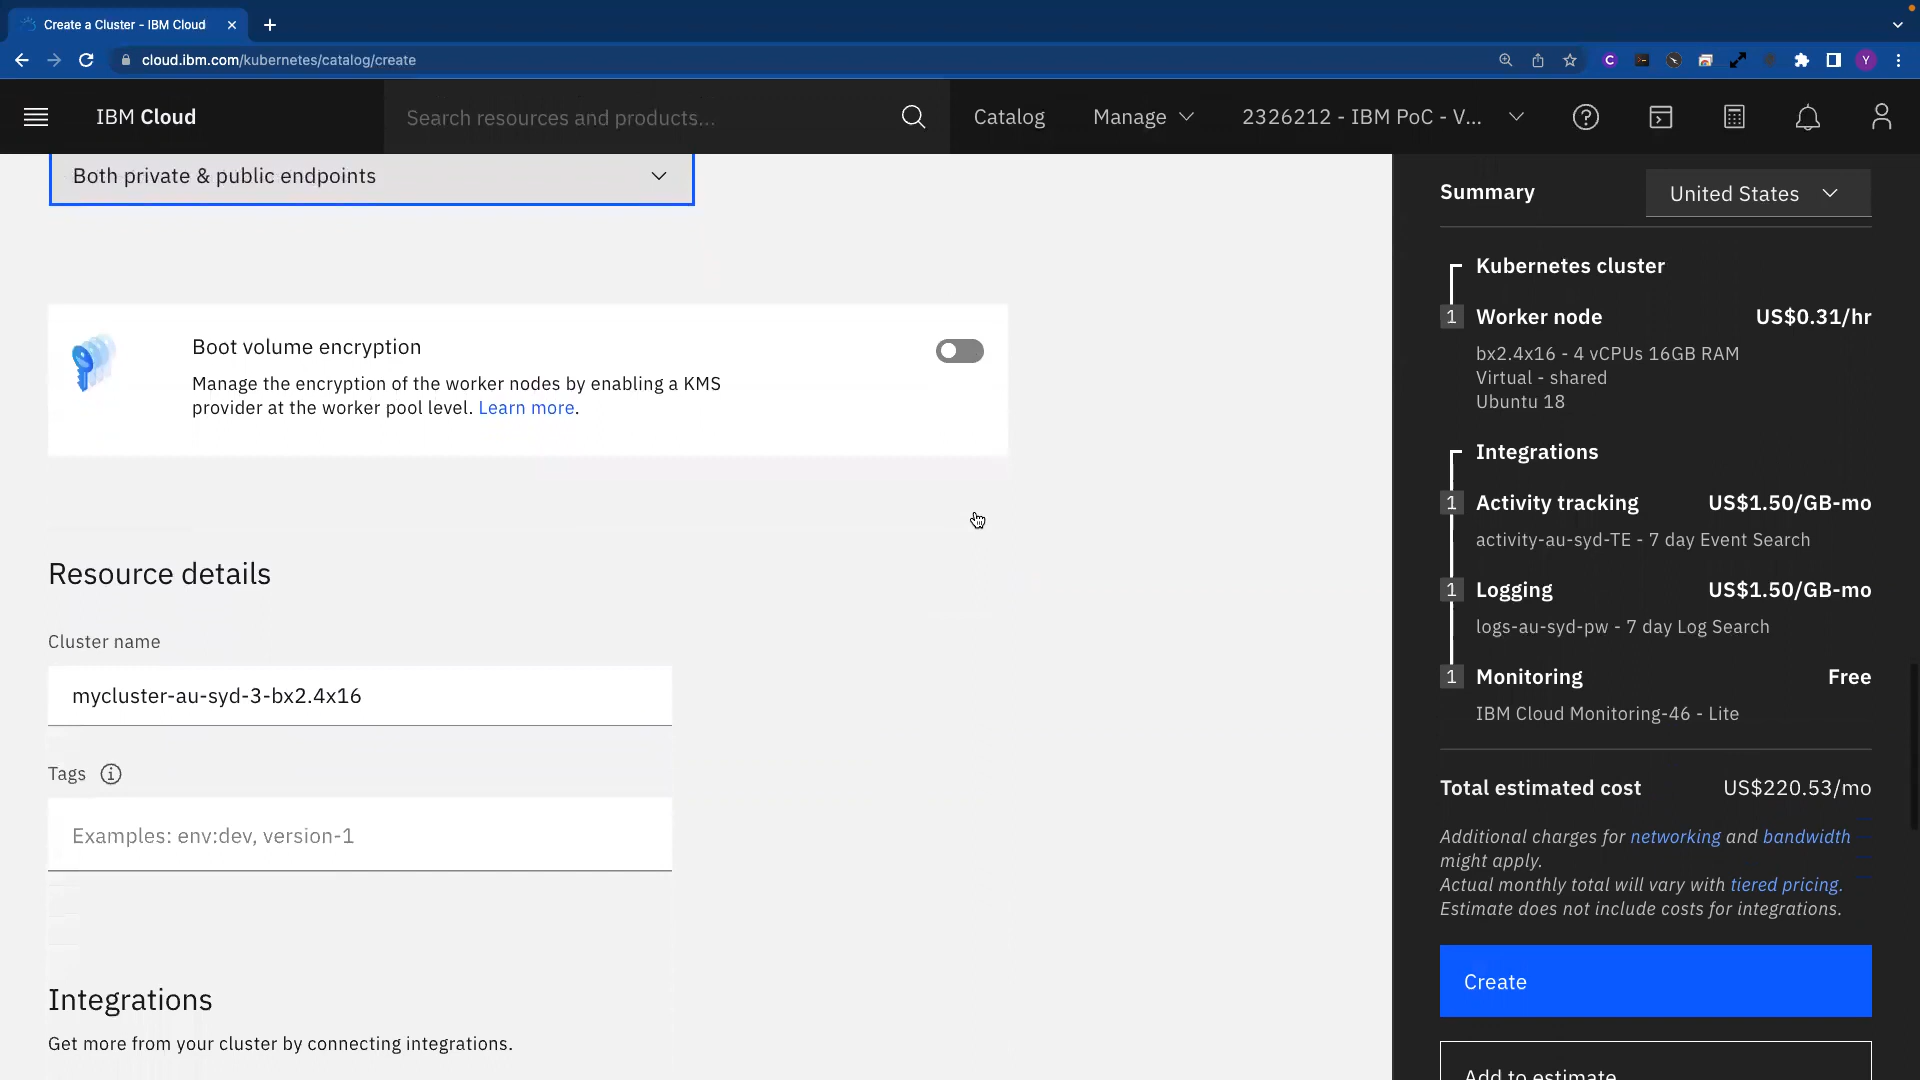 Create a Cluster - IBM Cloud
cloud.ibm.com/kubernetes/catalog/create
C
Y
IBM Cloud
Search resources and products...
Catalog
Manage
2326212 - IBM PoC - V...
Both private & public endpoints
Boot volume encryption
Manage the encryption of the worker nodes by enabling a KMS
provider at the worker pool level. Learn more.
Resource details
Cluster name
mycluster-au-syd-3-bx2.4x16
Tags
Examples: env:dev, version-1
Integrations
Get more from your cluster by connecting integrations.
Summary
United States
Kubernetes cluster
1 Worker node US$0.31/hr
bx2.4x16 - 4 vCPUs 16GB RAM
Virtual - shared
Ubuntu 18
Integrations
1 Activity tracking US$1.50/GB-mo
activity-au-syd-TE - 7 day Event Search
1 Logging US$1.50/GB-mo
logs-au-syd-pw - 7 day Log Search
1 Monitoring Free
IBM Cloud Monitoring-46 - Lite
Total estimated cost US$220.53/mo
Additional charges for networking and bandwidth
might apply.
Actual monthly total will vary with tiered pricing.
Estimate does not include costs for integrations.
Create
Add to estimate